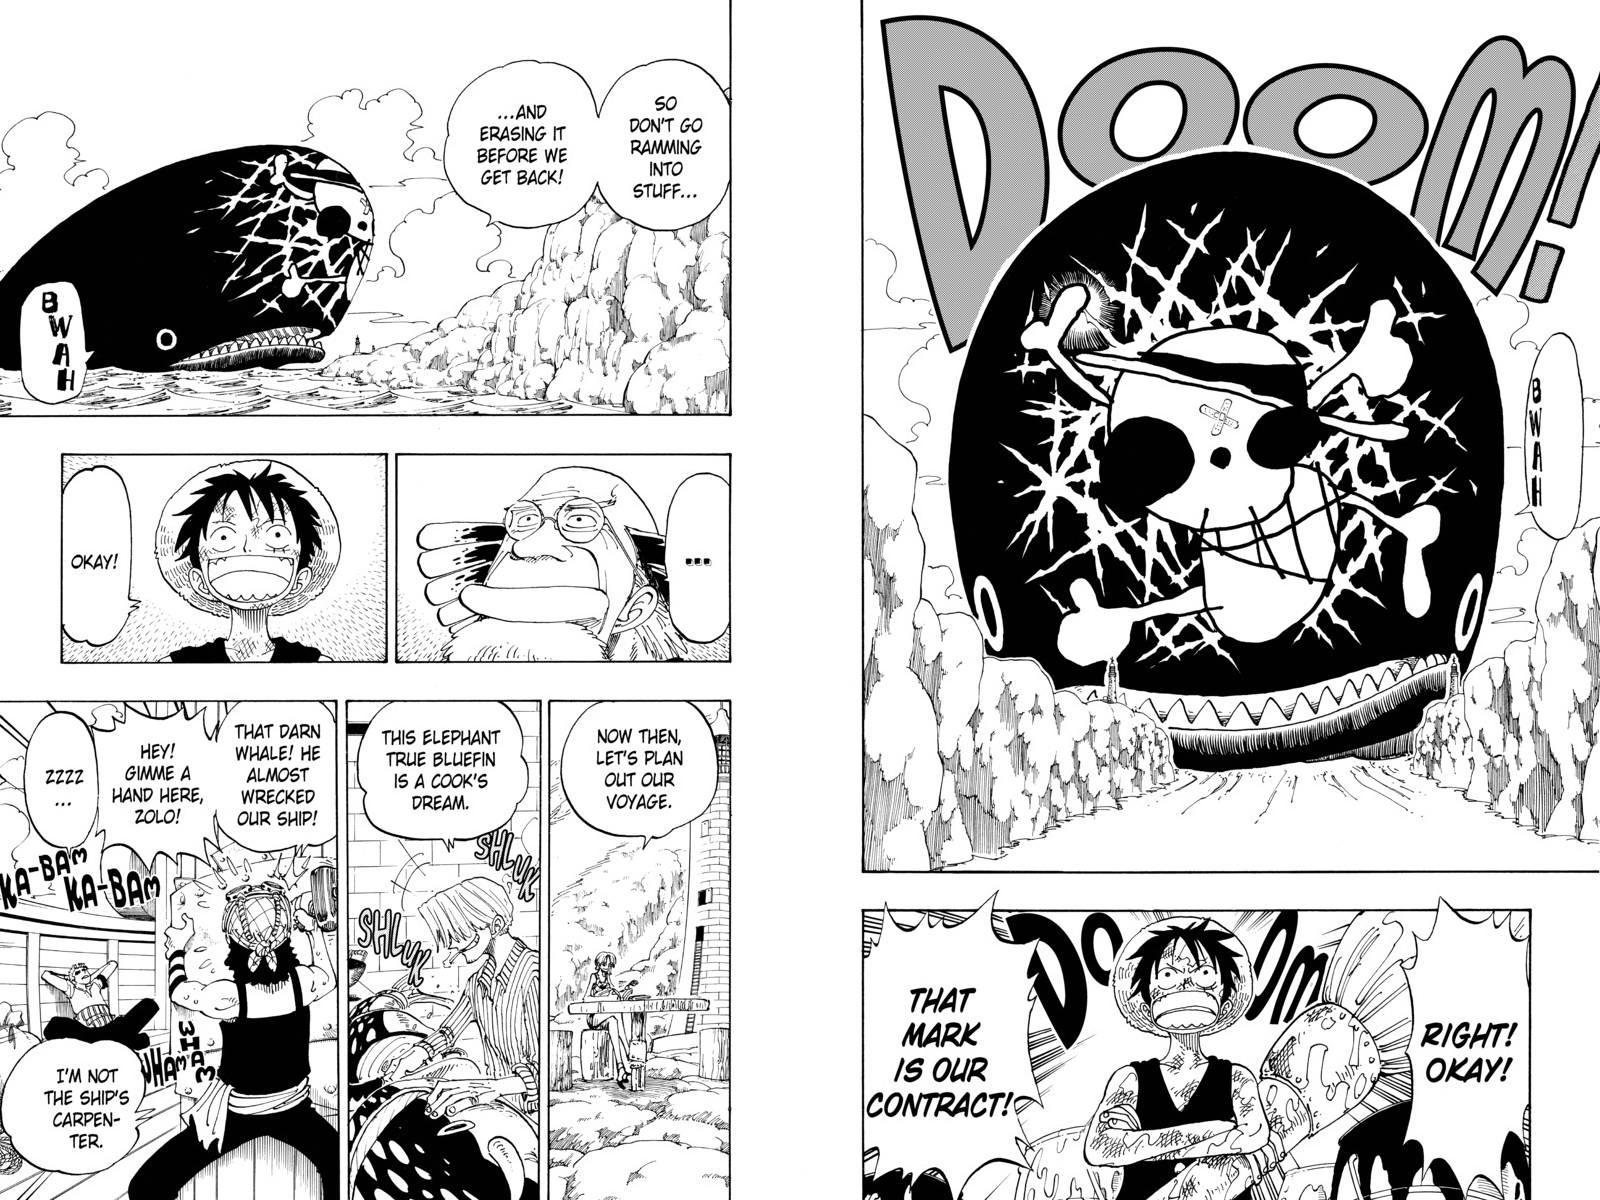 DOOM!!
BWAH
RIGHT!
OKAY!
DOOM
THAT
MARK
IS OUR
CONTRACT!
SO
DON'T GO
RAMMING
INTO
STUFF...
...AND
ERASING IT
BEFORE WE
GET BACK!
BWAH
...
OKAY!
NOW THEN,
LET'S PLAN
OUT OUR
VOYAGE.
THIS ELEPHANT
TRUE BLUEFIN
IS A COOK'S
DREAM.
SHLUK
SHLUK
THAT DARN
WHALE! HE
ALMOST
WRECKED
OUR SHIP!
HEY!
GIMME A
HAND HERE,
ZOLO!
ZZZZ
...
KA-BAM
KA-BAM
WHAM
WHAM
I'M NOT
THE SHIP'S
CARPEN-
TER.